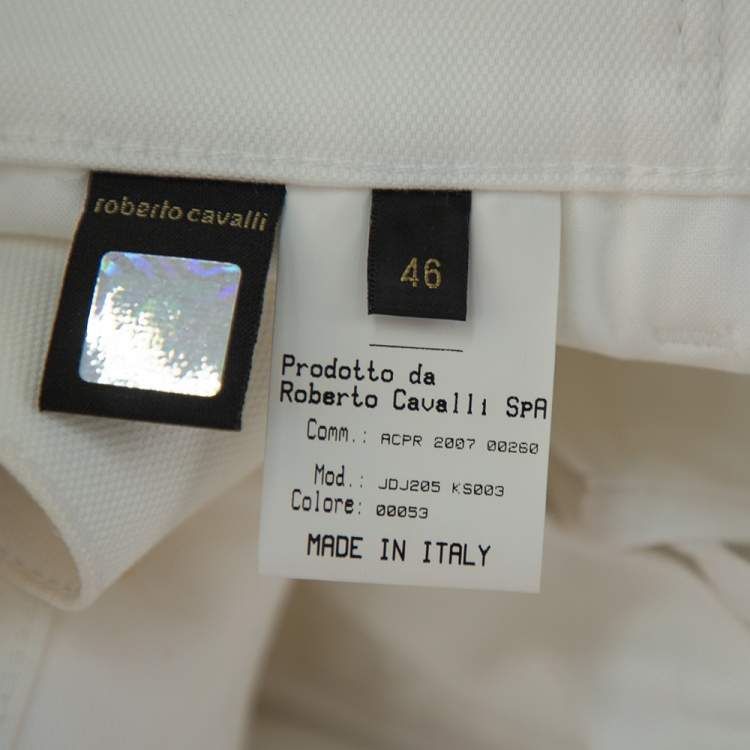 roberto cavalli
46
Prodotto da
Roberto Cavalli SpA
Comm.: ACPR 2007 00260
Mod.: JDJ205 KS003
Colore: 00053
MADE IN ITALY